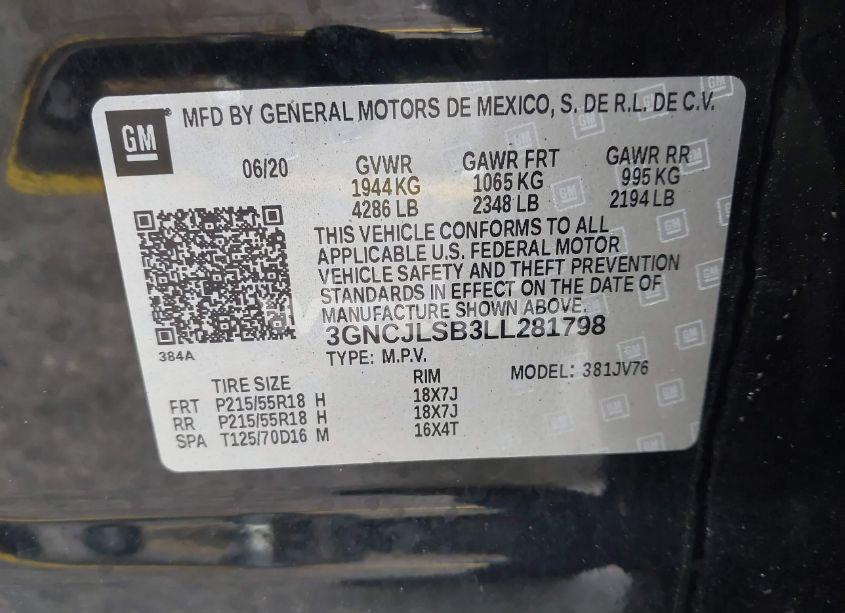 GM
MFD BY GENERAL MOTORS DE MEXICO, S. DE R.L. DE C.V.
06/20 GVWR GAWR FRT GAWR RR
1944 KG 1065 KG 995 KG
4286 LB 2348 LB 2194 LB
THIS VEHICLE CONFORMS TO ALL
APPLICABLE U.S. FEDERAL MOTOR
VEHICLE SAFETY AND THEFT PREVENTION
STANDARDS IN EFFECT ON THE DATE OF
MANUFACTURE SHOWN ABOVE.
3GNCJLSB3LL281798
384A
TYPE: M.P.V. MODEL: 381JV76
TIRE SIZE RIM
FRT P215/55R18 H 18X7J
RR P215/55R18 H 18X7J
SPA T125/70D16 M 16X4T